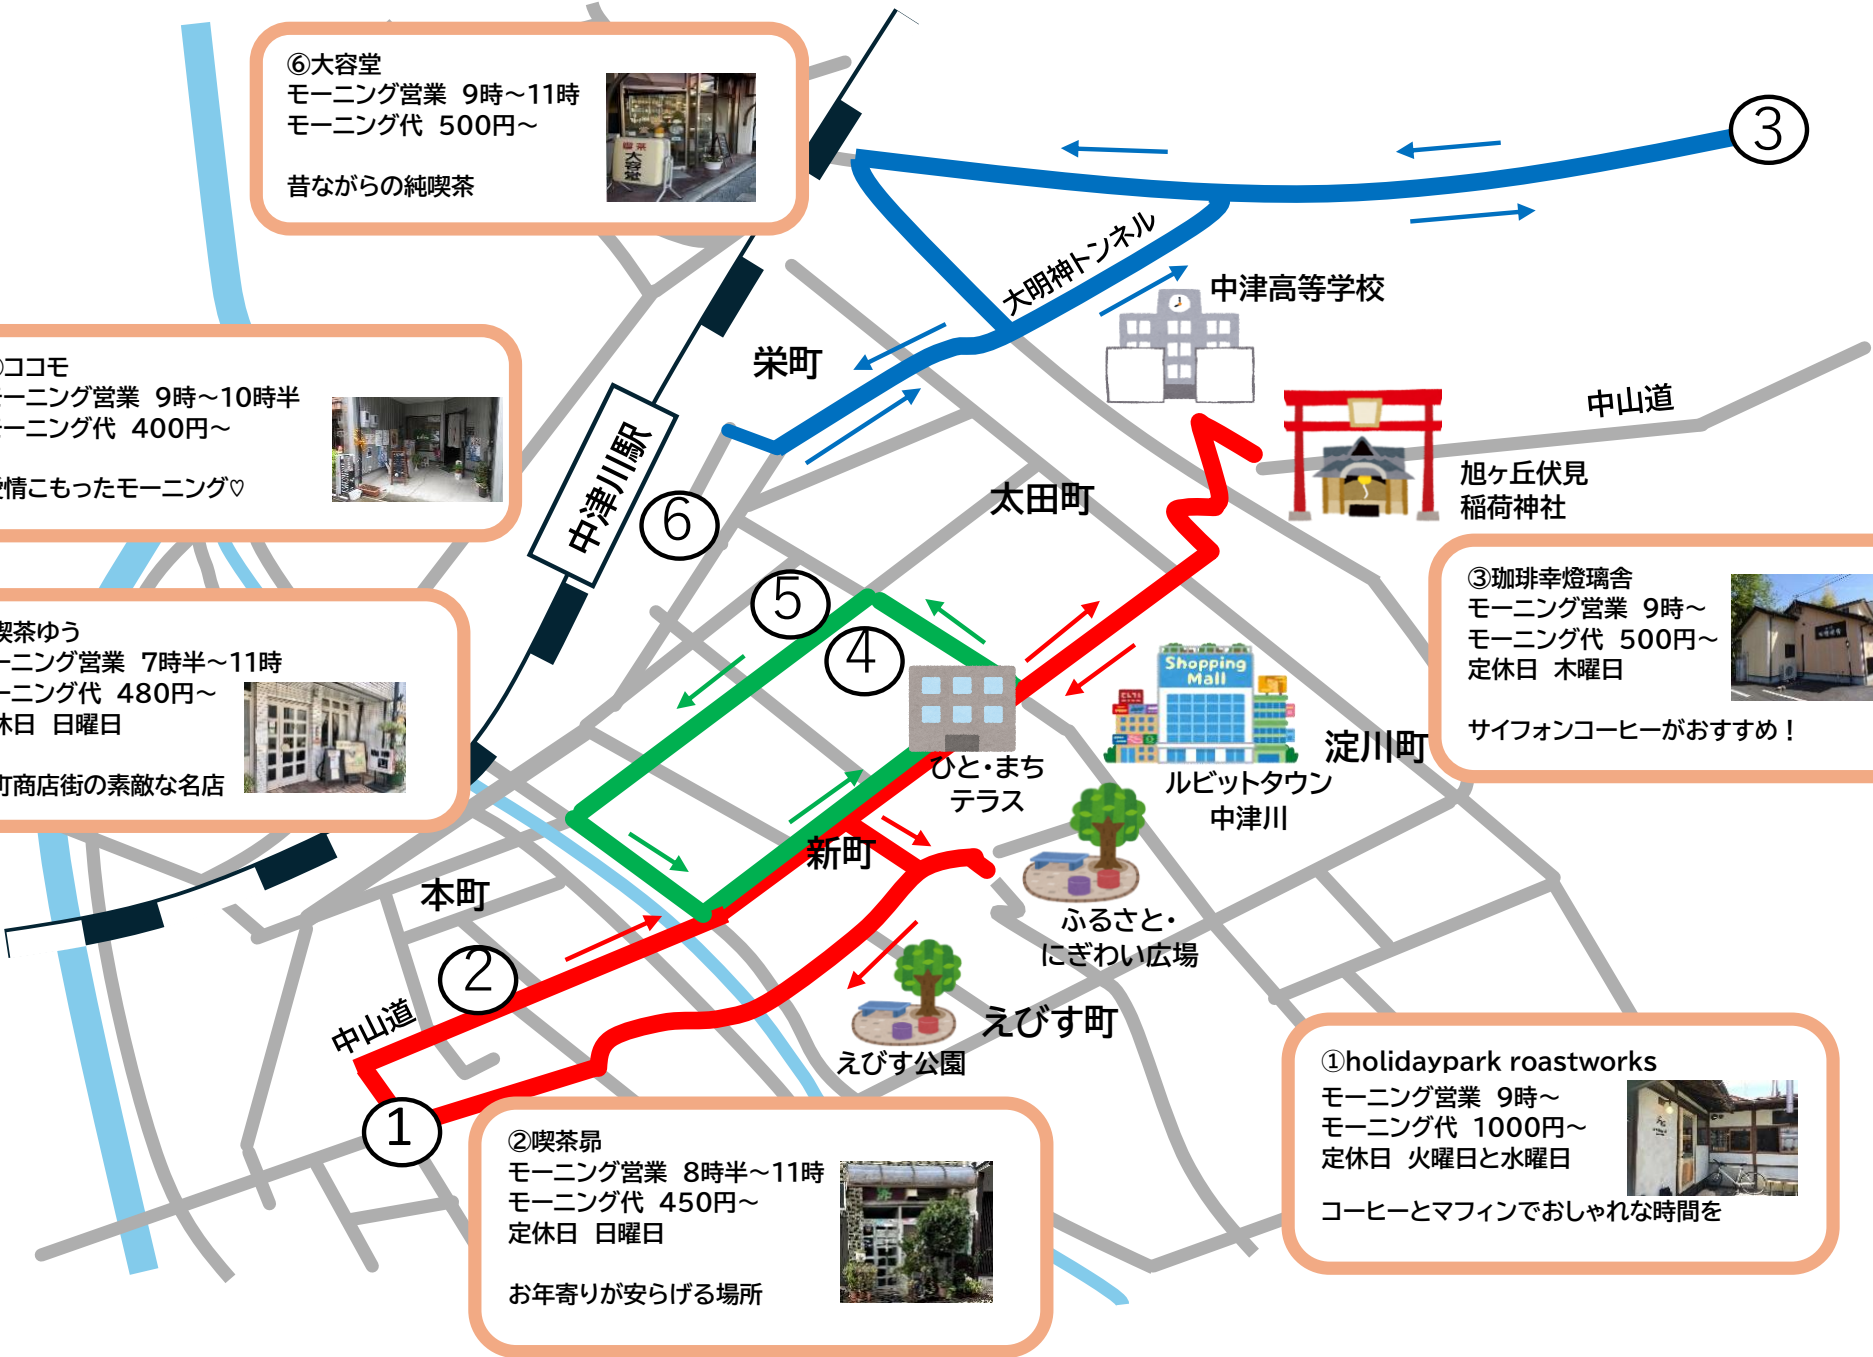 ⑥大容堂
モーニング営業 9時～11時
モーニング代 500円～
昔ながらの純喫茶
喫茶
大容堂
③
大明神トンネル
中津高等学校
栄町
ココモ
ーニング営業 9時～10時半
ーニング代 400円～
情こもったモーニング♡
中津川駅
⑥
太田町
中山道
旭ヶ丘伏見
稲荷神社
⑤
④
喫茶ゆう
ーニング営業 7時半～11時
ーニング代 480円～
休日 日曜日
町商店街の素敵な名店
③珈琲幸燈璃舎
モーニング営業 9時～
モーニング代 500円～
定休日 木曜日
サイフォンコーヒーがおすすめ！
Shopping
Mall
ひと・まち
テラス
ルビットタウン
中津川
淀川町
新町
本町
ふるさと・
にぎわい広場
②
中山道
えびす町
えびす公園
①
①holidaypark roastworks
モーニング営業 9時～
モーニング代 1000円～
定休日 火曜日と水曜日
コーヒーとマフィンでおしゃれな時間を
②喫茶昴
モーニング営業 8時半～11時
モーニング代 450円～
定休日 日曜日
お年寄りが安らげる場所